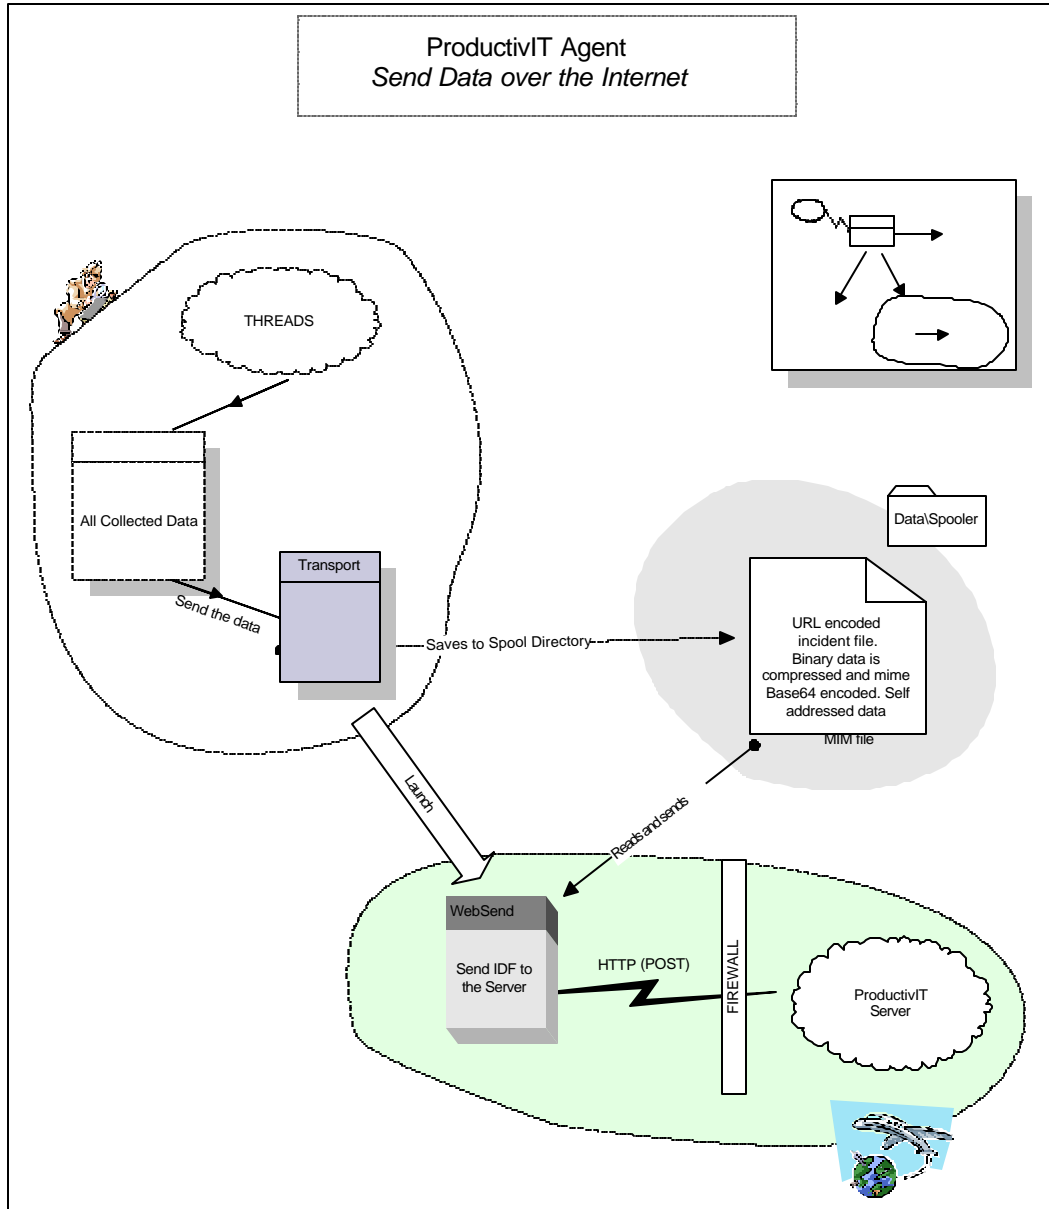 ProductivIT Agent
Send Data over the Internet
THREADS
All Collected Data
Send the data
Transport
Saves to Spool Directory
Data\Spooler
URL encoded
incident file.
Binary data is
compressed and mime
Base64 encoded. Self
addressed data
MIM file
Launch
Reads and sends
WebSend
Send IDF to
the Server
HTTP (POST)
FIREWALL
ProductivIT
Server